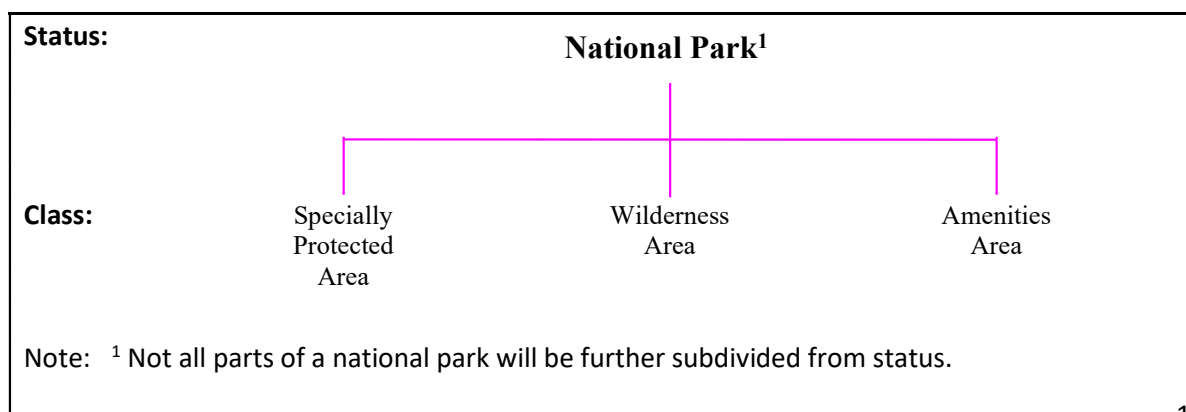 Status:
National Park¹
Class:
Specially
Protected
Area
Wilderness
Area
Amenities
Area
Note: ¹ Not all parts of a national park will be further subdivided from status.
1